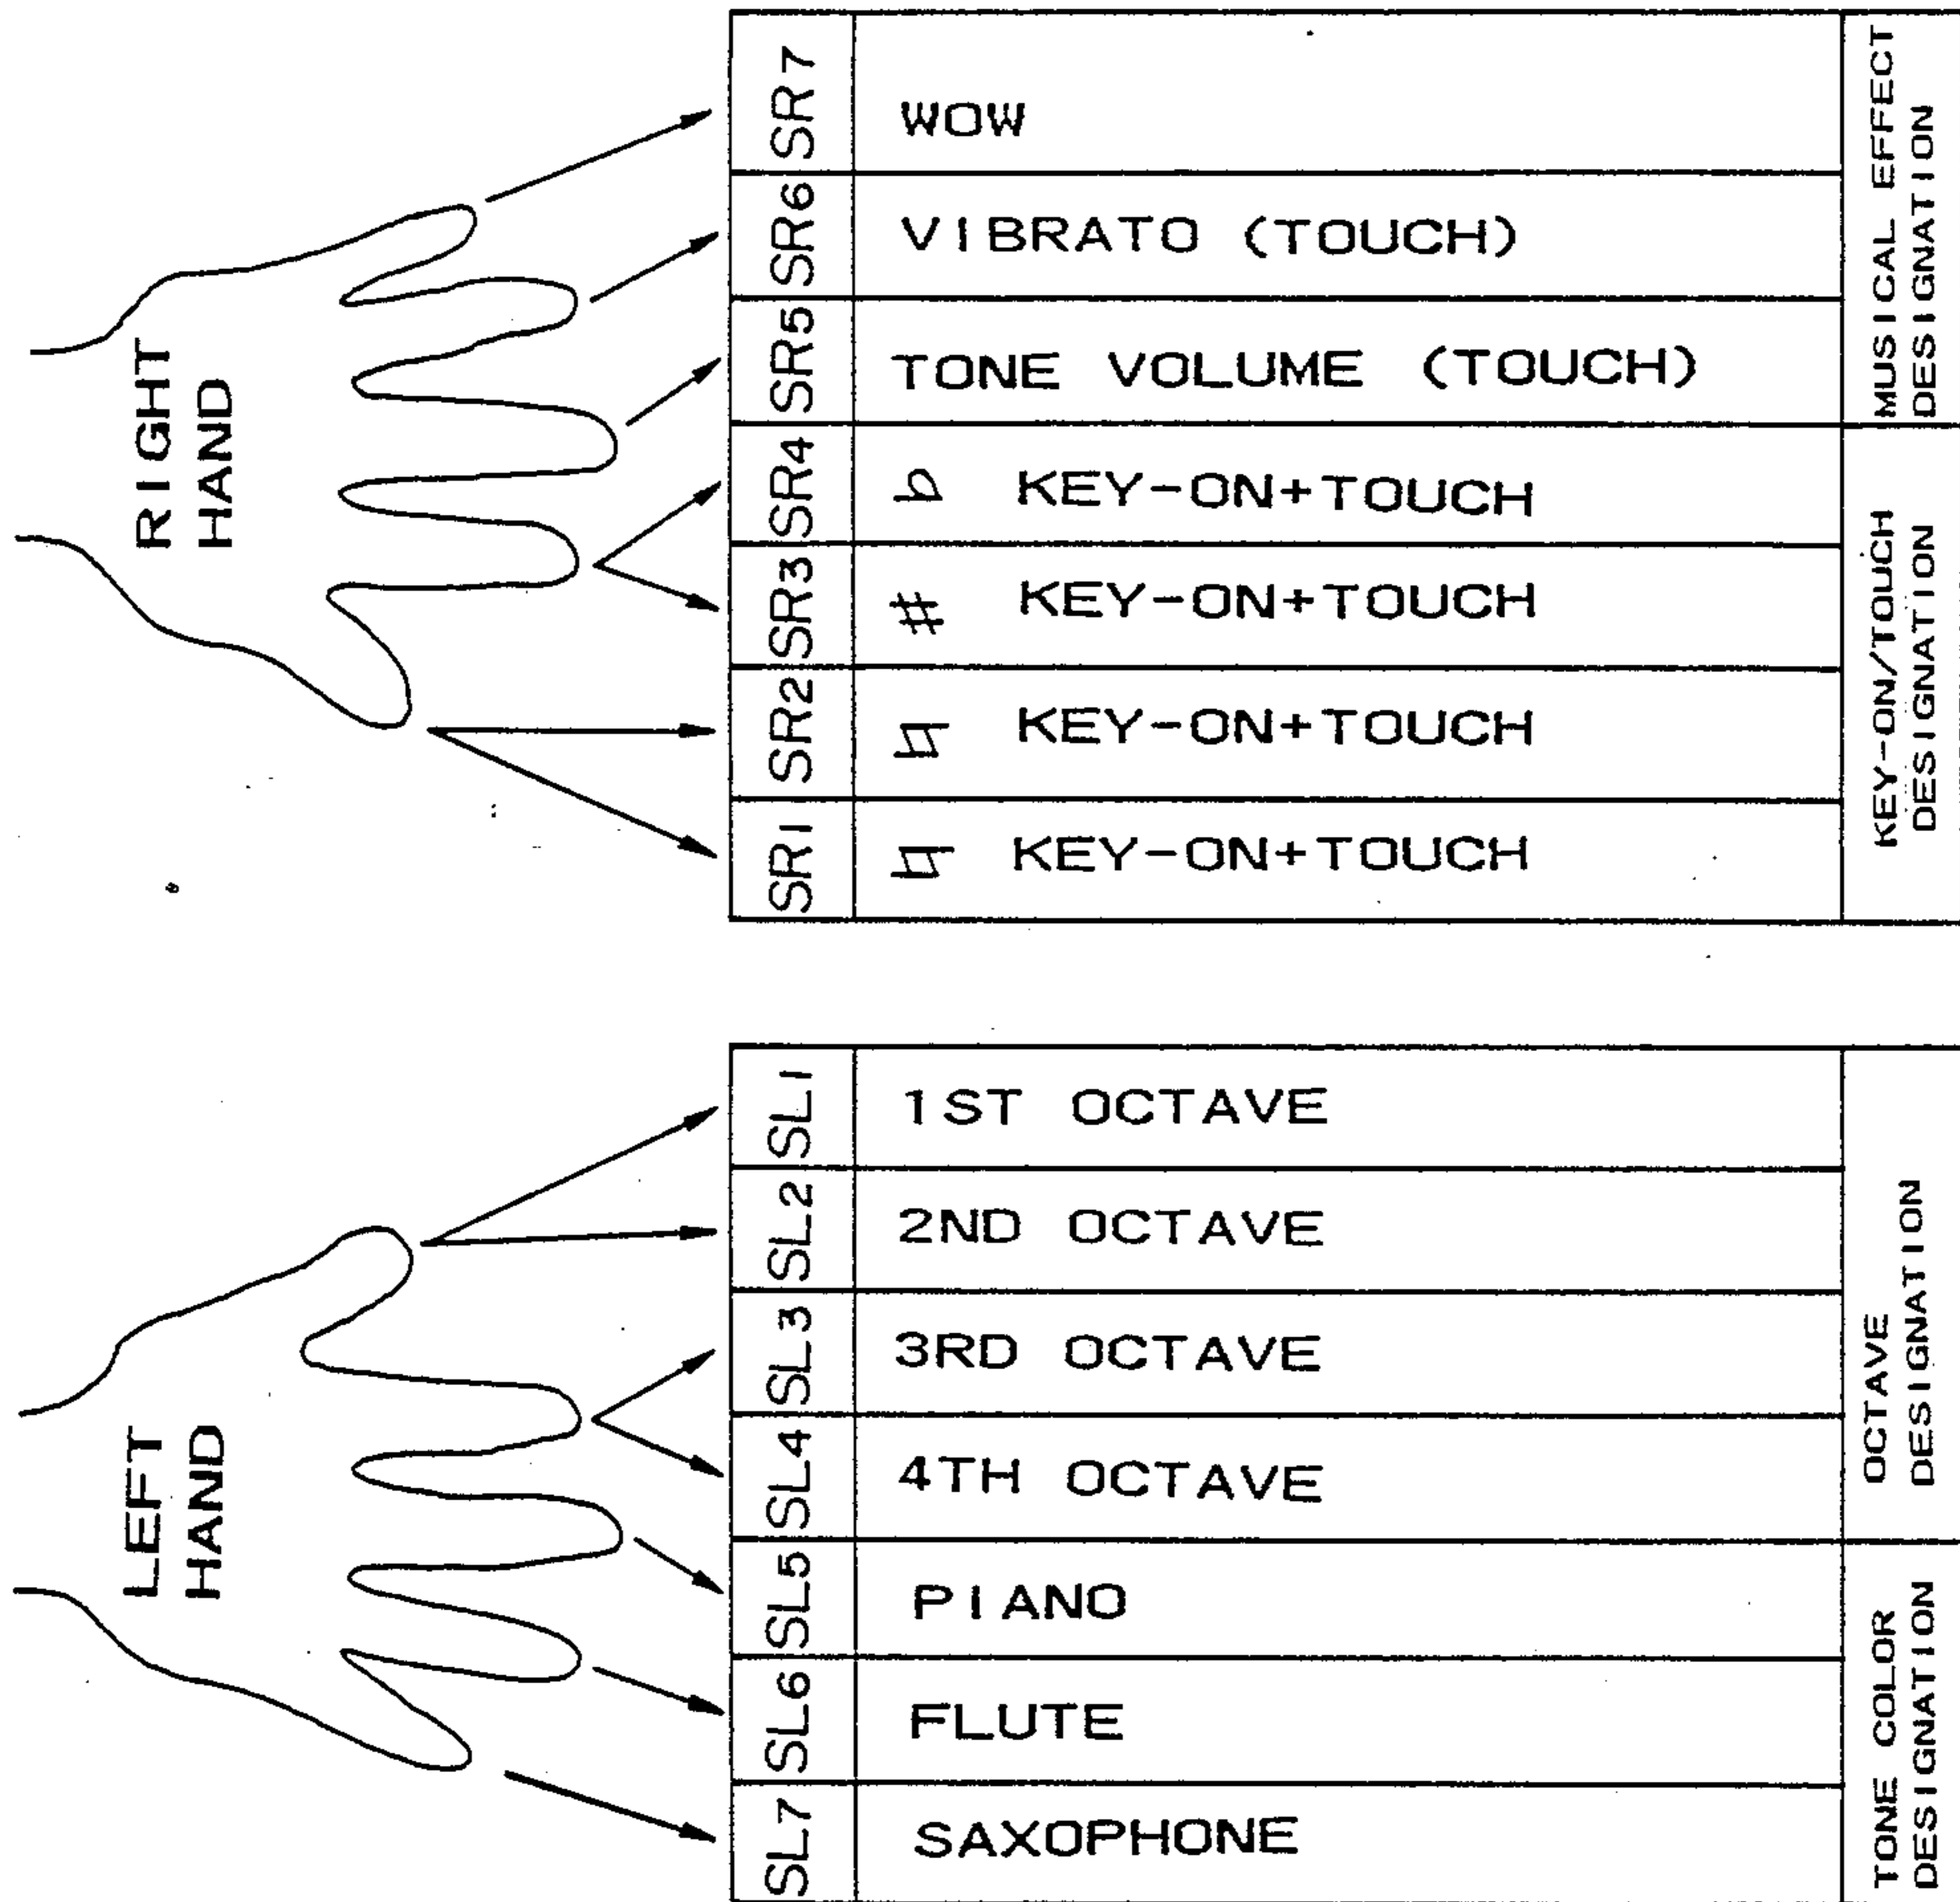 RIGHT
HAND
SR7
WOW
SR6
VIBRATO (TOUCH)
SR5
TONE VOLUME (TOUCH)
MUSICAL EFFECT
DESIGNATION
SR4
♭ KEY-ON+TOUCH
SR3
# KEY-ON+TOUCH
SR2
♮ KEY-ON+TOUCH
SR1
♮ KEY-ON+TOUCH
KEY-ON/TOUCH
DESIGNATION
LEFT
HAND
SL1
1ST OCTAVE
SL2
2ND OCTAVE
SL3
3RD OCTAVE
SL4
4TH OCTAVE
OCTAVE
DESIGNATION
SL5
PIANO
SL6
FLUTE
SL7
SAXOPHONE
TONE COLOR
DESIGNATION